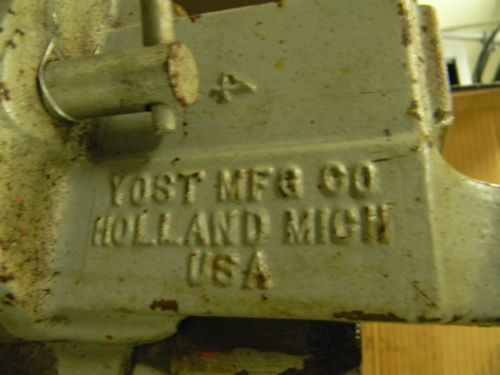 4
YOST MFG CO
HOLLAND MICH
USA